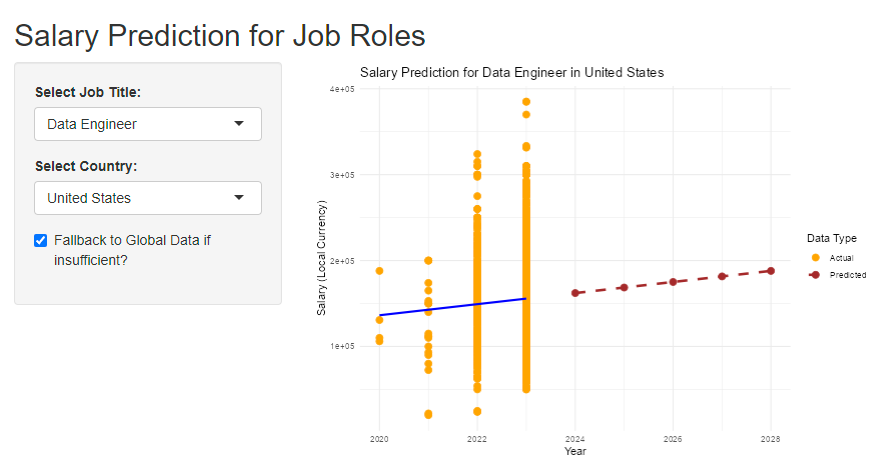 Salary Prediction for Job Roles
Select Job Title:
Data Engineer
Select Country:
United States
Fallback to Global Data if
insufficient?
Salary Prediction for Data Engineer in United States
Salary (Local Currency)
4e+05
3e+05
2e+05
1e+05
2020
2022
2024
2026
2028
Year
Data Type
Actual
Predicted